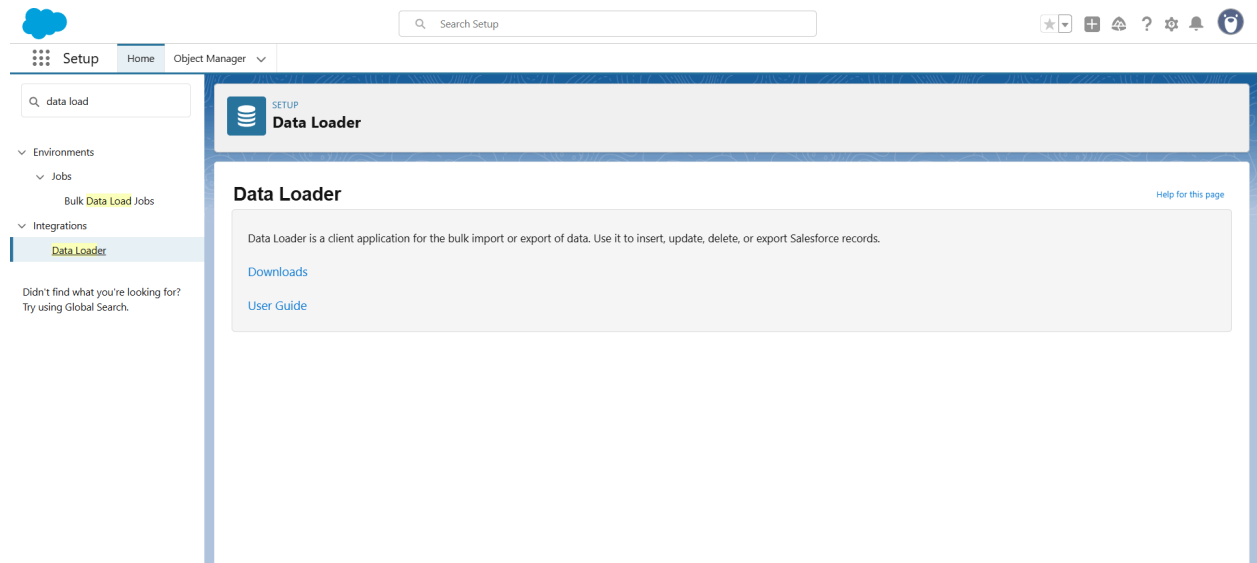 Search Setup
Setup
Home
Object Manager
data load
Environments
Jobs
Bulk Data Load Jobs
Integrations
Data Loader
Didn't find what you're looking for?
Try using Global Search.
SETUP
Data Loader
Data Loader
Help for this page
Data Loader is a client application for the bulk import or export of data. Use it to insert, update, delete, or export Salesforce records.
Downloads
User Guide